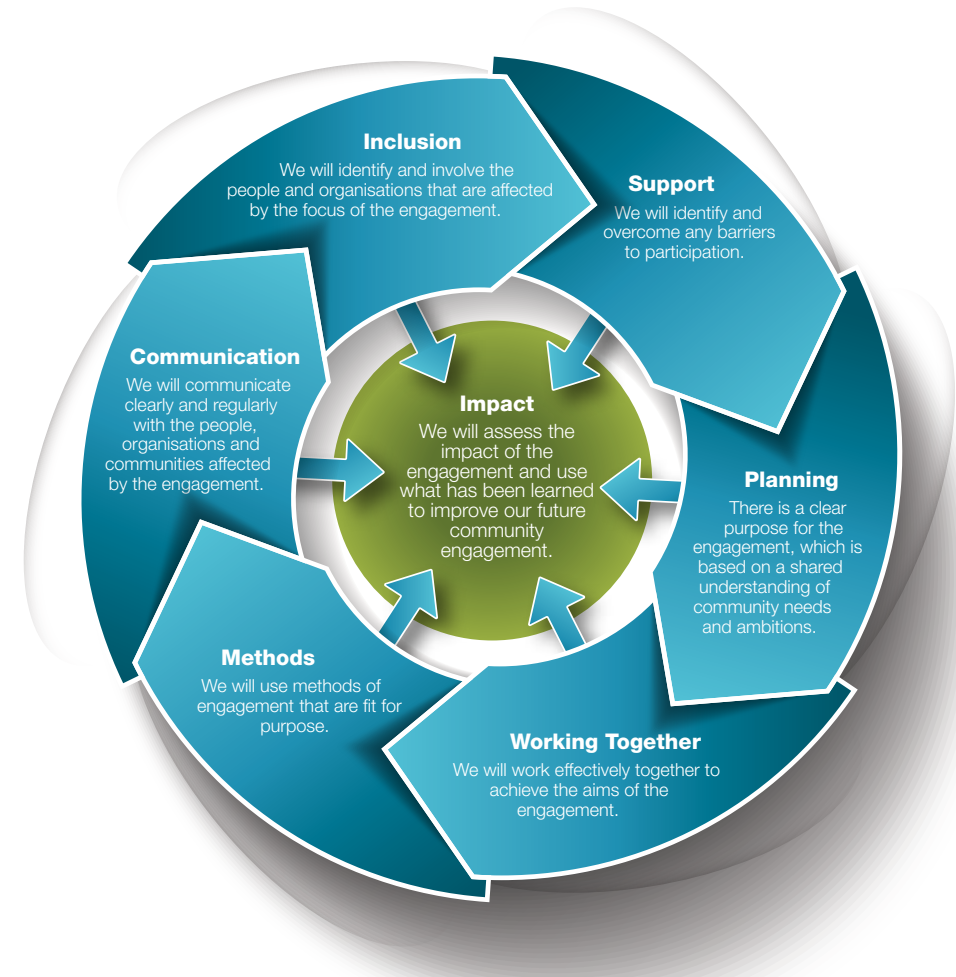 Inclusion
We will identify and involve the
people and organisations that are affected
by the focus of the engagement.
Support
We will identify and
overcome any barriers
to participation.
Planning
There is a clear
purpose for the
engagement, which is
based on a shared
understanding of
community needs
and ambitions.
Working Together
We will work effectively together to
achieve the aims of the
engagement.
Methods
We will use methods of
engagement that are fit for
purpose.
Communication
We will communicate
clearly and regularly
with the people,
organisations and
communities affected
by the engagement.
Impact
We will assess the
impact of the
engagement and use
what has been learned
to improve our future
community
engagement.